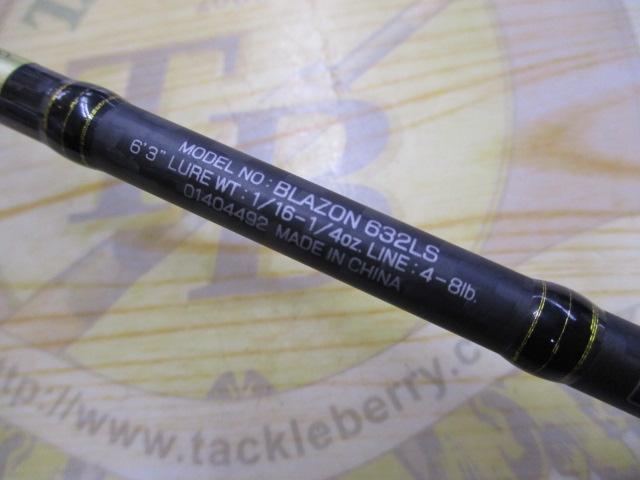 MODEL NO : BLAZON 632LS
6'3" LURE WT : 1/16-1/4oz. LINE : 4-8lb.
01404492 MADE IN CHINA
TB
http://www.tackleberry.c